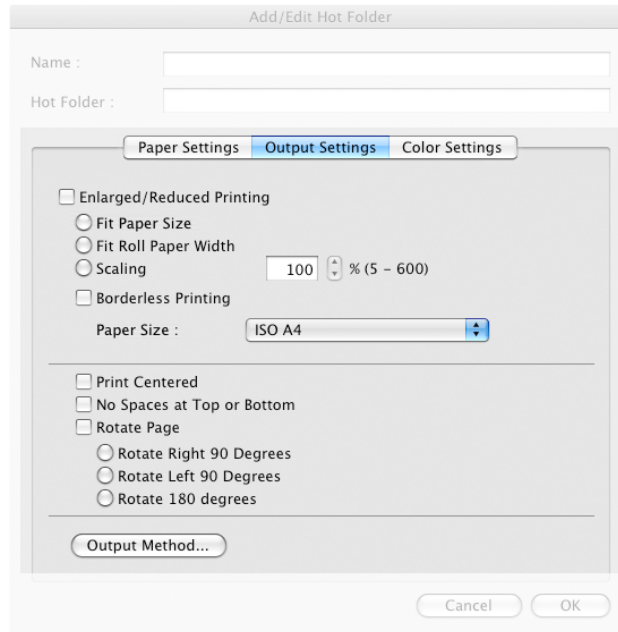 Add/Edit Hot Folder
Name :
Hot Folder :
Paper Settings Output Settings Color Settings
Enlarged/Reduced Printing
Fit Paper Size
Fit Roll Paper Width
Scaling 100 % (5 – 600)
Borderless Printing
Paper Size : ISO A4
Print Centered
No Spaces at Top or Bottom
Rotate Page
Rotate Right 90 Degrees
Rotate Left 90 Degrees
Rotate 180 degrees
Output Method...
Cancel OK